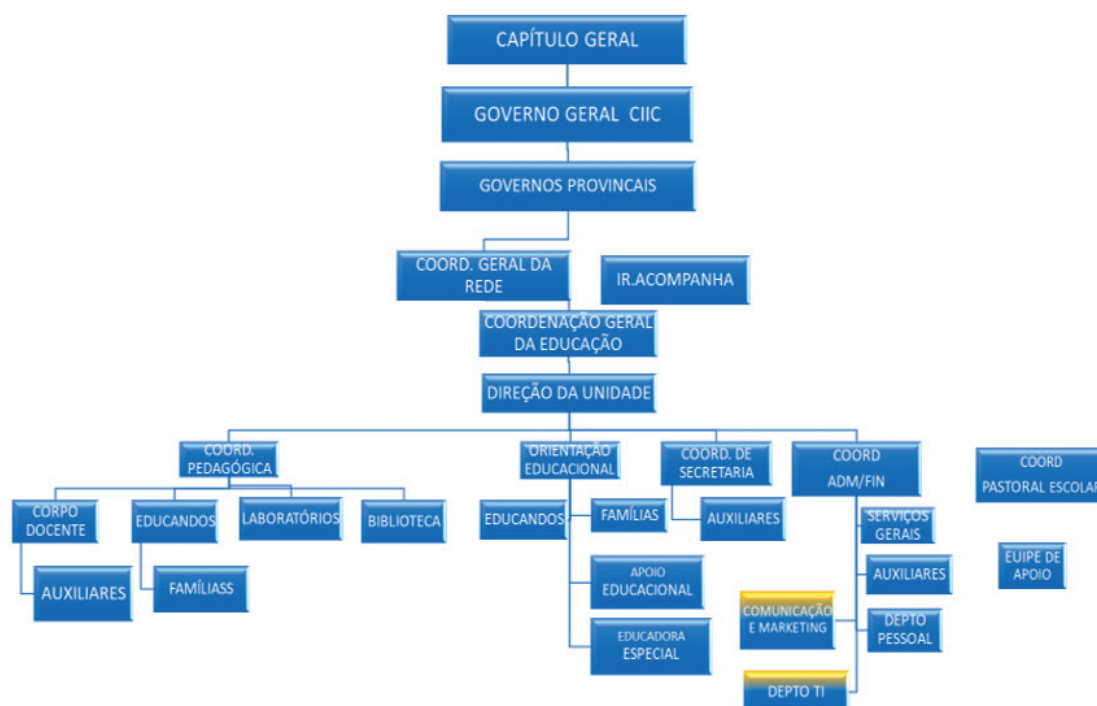 CAPÍTULO GERAL
GOVERNO GERAL CIIC
GOVERNOS PROVINCAIS
COORD. GERAL DA
REDE
IR.ACOMPANHA
COORDENAÇÃO GERAL
DA EDUCAÇÃO
DIREÇÃO DA UNIDADE
COORD.
PEDAGÓGICA
ORIENTAÇÃO
EDUCACIONAL
COORD. DE
SECRETARIA
COORD
ADM/FIN
COORD
PASTORAL ESCOLAR
CORPO
DOCENTE
EDUCANDOS
LABORATÓRIOS
BIBLIOTECA
EDUCANDOS
FAMÍLIAS
AUXILIARES
SERVIÇOS
GERAIS
AUXILIARES
FAMÍLIASS
APOIO
EDUCACIONAL
AUXILIARES
EUIPE DE
APOIO
COMUNICAÇÃO
E MARKETING
DEPTO
PESSOAL
EDUCADORA
ESPECIAL
DEPTO TI